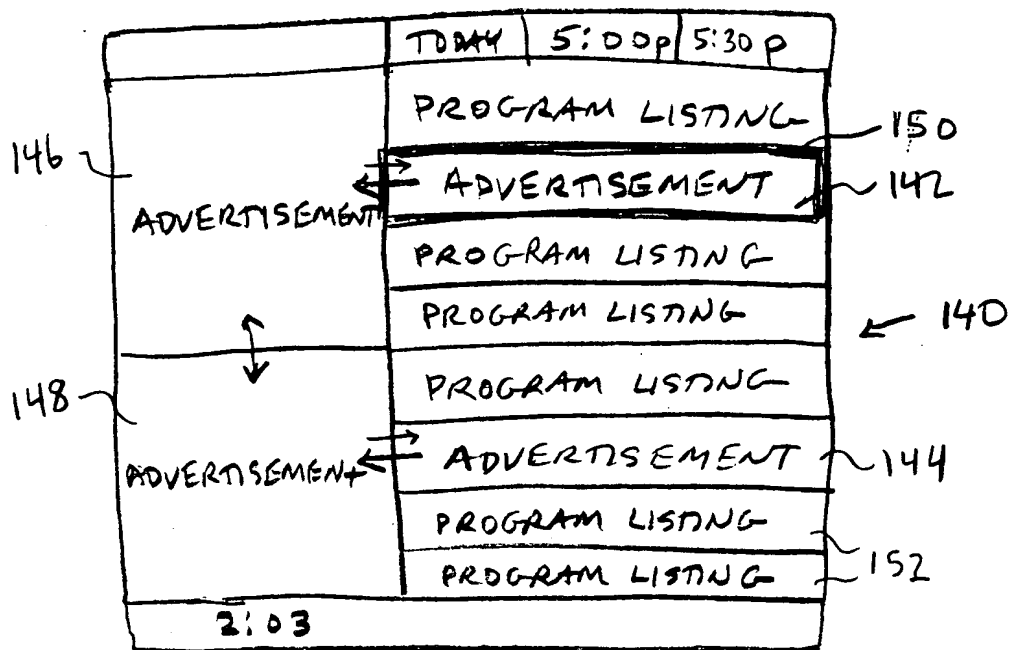 TODAY 5:00p 5:30p
PROGRAM LISTING
150
146
ADVERTISEMENT
142
ADVERTISEMENT
PROGRAM LISTING
PROGRAM LISTING
140
PROGRAM LISTING
148
ADVERTISEMENT
144
ADVERTISEMENT
PROGRAM LISTING
152
PROGRAM LISTING
2:03